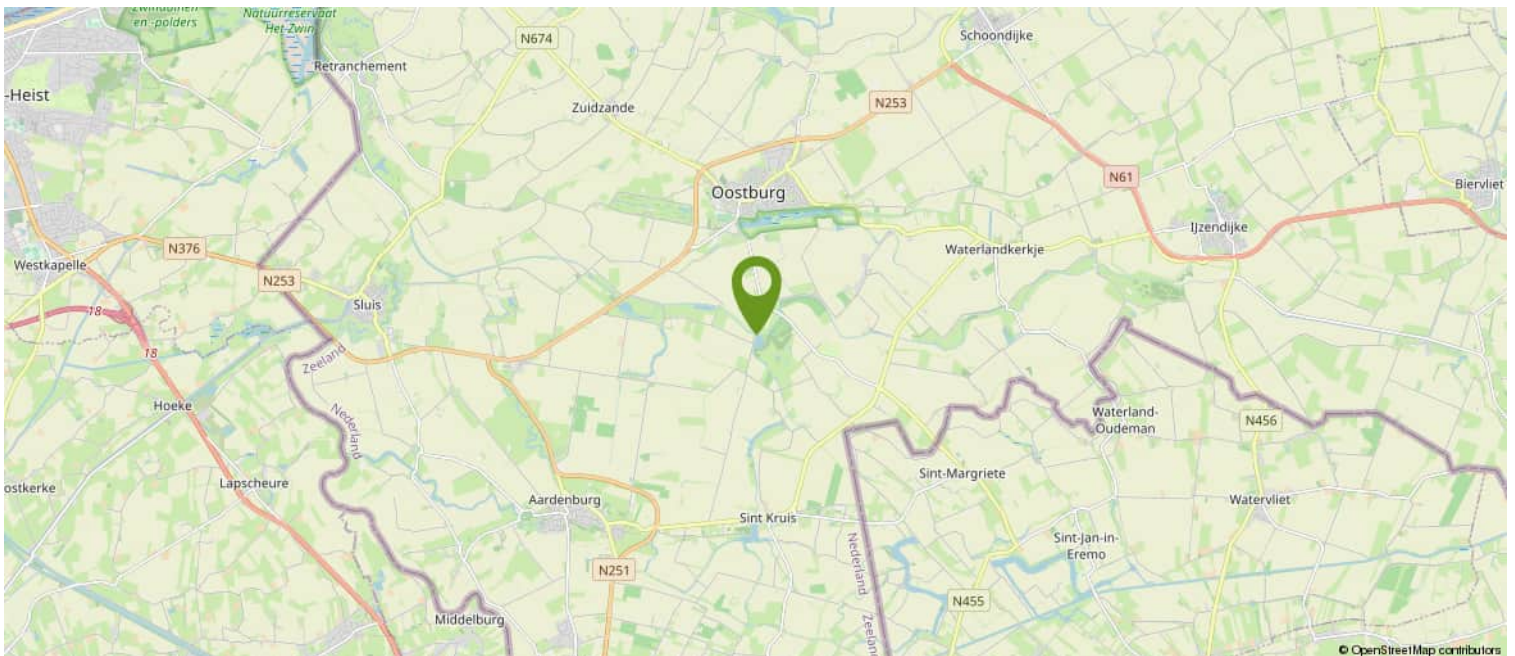 Zwinduinen
en -polders
Natuurreservaat
Het-Zwin
N674
Schoondijke
Retranchement
-Heist
Zuidzande
N253
N61
Oostburg
Biervliet
IJzendijke
N376
Waterlandkerkje
Westkapelle
N253
Sluis
18
18
Zeeland
Nederland
Hoeke
Waterland-
Oudeman
N456
Sint-Margriete
Lapscheure
ostkerke
Aardenburg
Watervliet
Sint Kruis
Sint-Jan-in-
Eremo
Nederland
N251
N455
Middelburg
Zeeland
© OpenStreetMap contributors